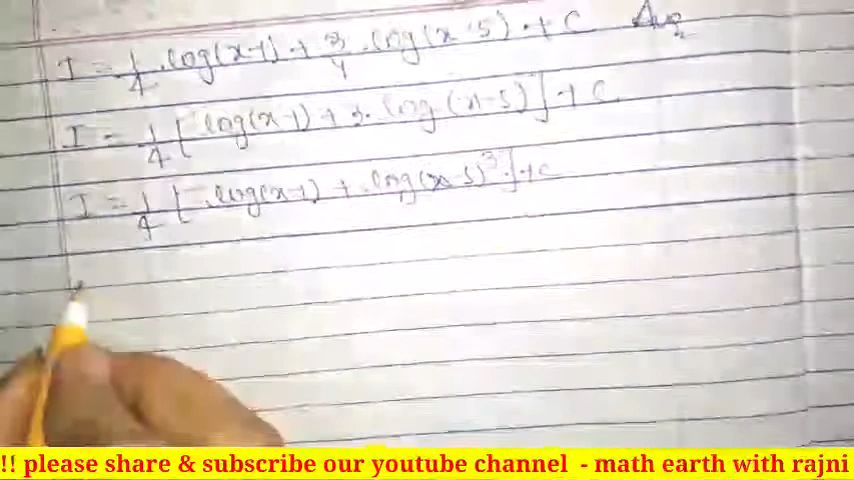 I = 1/4 .log(x-1) + 3/4 .log(x-5) + C Ans
I = 1/4 [ log(x-1) + 3. log (x-5) ] + C
I = 1/4 [ .log(x-1) + .log(x-5)^3 ] + C
!! please share & subscribe our youtube channel - math earth with rajni